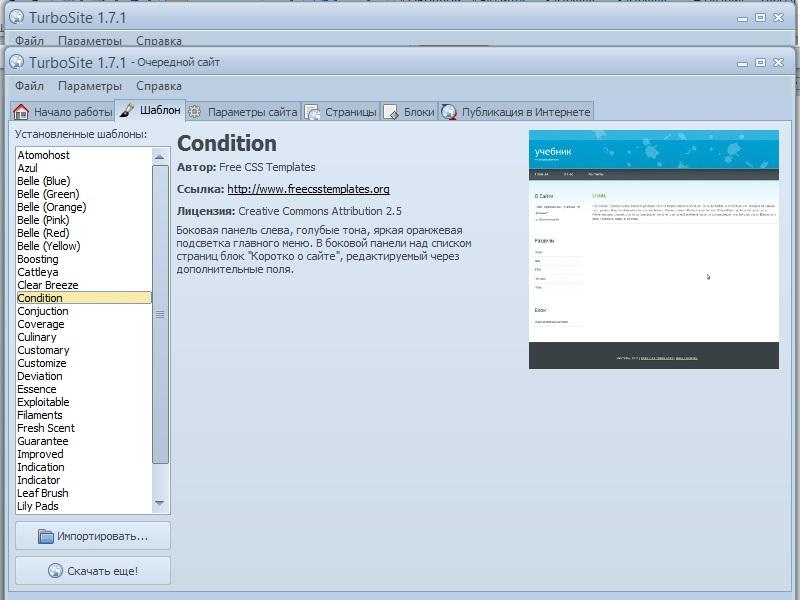 TurboSite 1.7.1
Файл Параметры Справка
TurboSite 1.7.1 - Очередной сайт
Файл Параметры Справка
Начало работы Шаблон Параметры сайта Страницы Блоки Публикация в Интернете
Установленные шаблоны:
Atomohost
Azul
Belle (Blue)
Belle (Green)
Belle (Orange)
Belle (Pink)
Belle (Red)
Belle (Yellow)
Boosting
Cattleya
Clear Breeze
Condition
Conjuction
Coverage
Culinary
Customary
Customize
Deviation
Essence
Exploitable
Filaments
Fresh Scent
Guarantee
Improved
Indication
Indicator
Leaf Brush
Lily Pads
Импортировать...
Скачать еще!
Condition
Автор: Free CSS Templates
Ссылка: http://www.freecsstemplates.org
Лицензия: Creative Commons Attribution 2.5
Боковая панель слева, голубые тона, яркая оранжевая
подсветка главного меню. В боковой панели над списком
страниц блок "Коротко о сайте", редактируемый через
дополнительные поля.
учебник
О Сайте
О НАС
Разделы
Блок